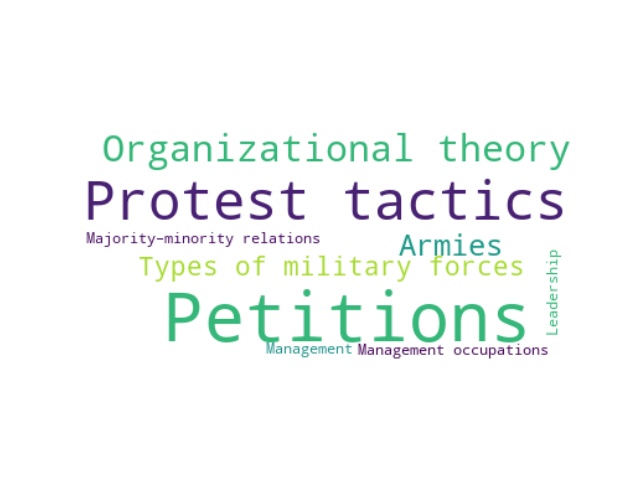 Organizational theory
Protest tactics
Majority–minority relations
Armies
Types of military forces
Leadership
Petitions
Management
Management occupations